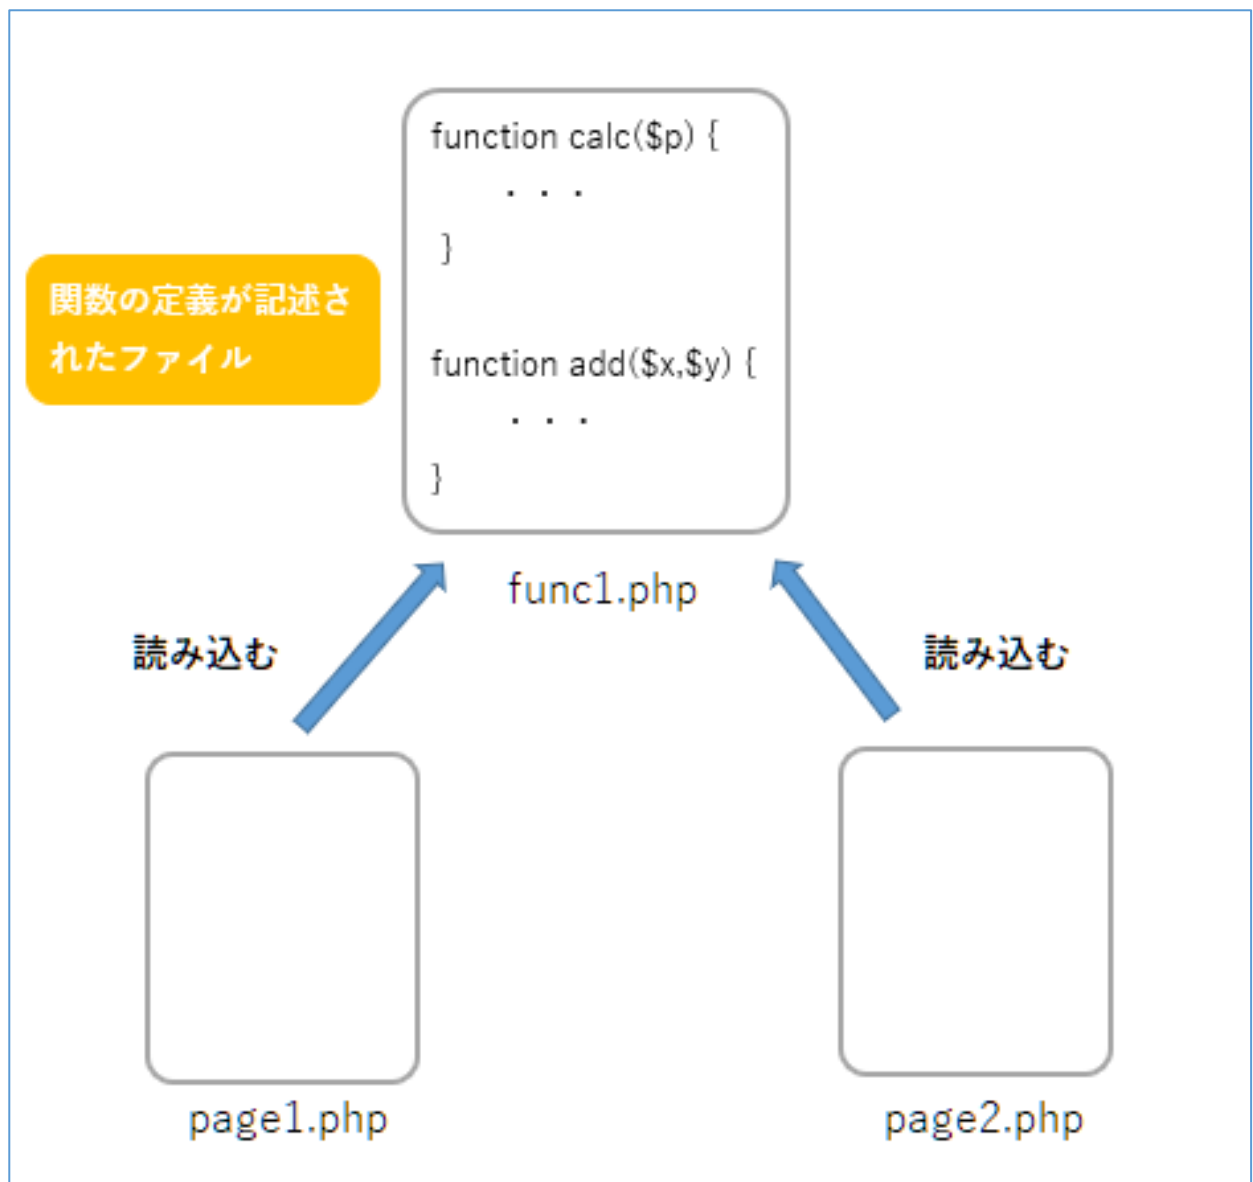 function calc($p) {
・・・
}
関数の定義が記述さ
れたファイル
function add($x,$y) {
・・・
}
func1.php
読み込む
読み込む
page1.php
page2.php